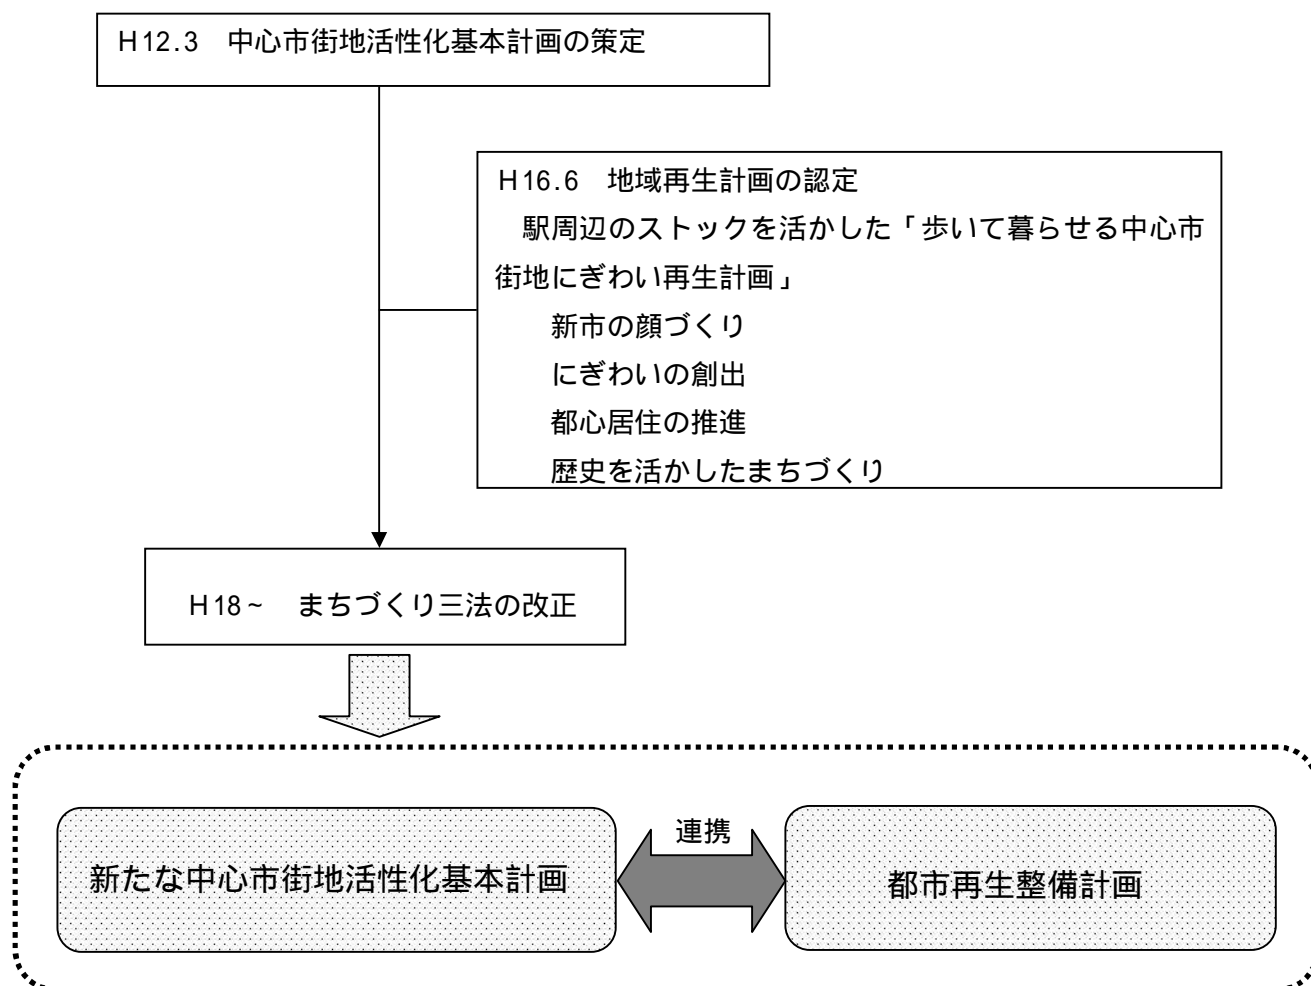 H12.3　中心市街地活性化基本計画の策定
H16.6　地域再生計画の認定
駅周辺のストックを活かした「歩いて暮らせる中心市
街地にぎわい再生計画」
新市の顔づくり
にぎわいの創出
都心居住の推進
歴史を活かしたまちづくり
H18~　まちづくり三法の改正
連携
新たな中心市街地活性化基本計画
都市再生整備計画